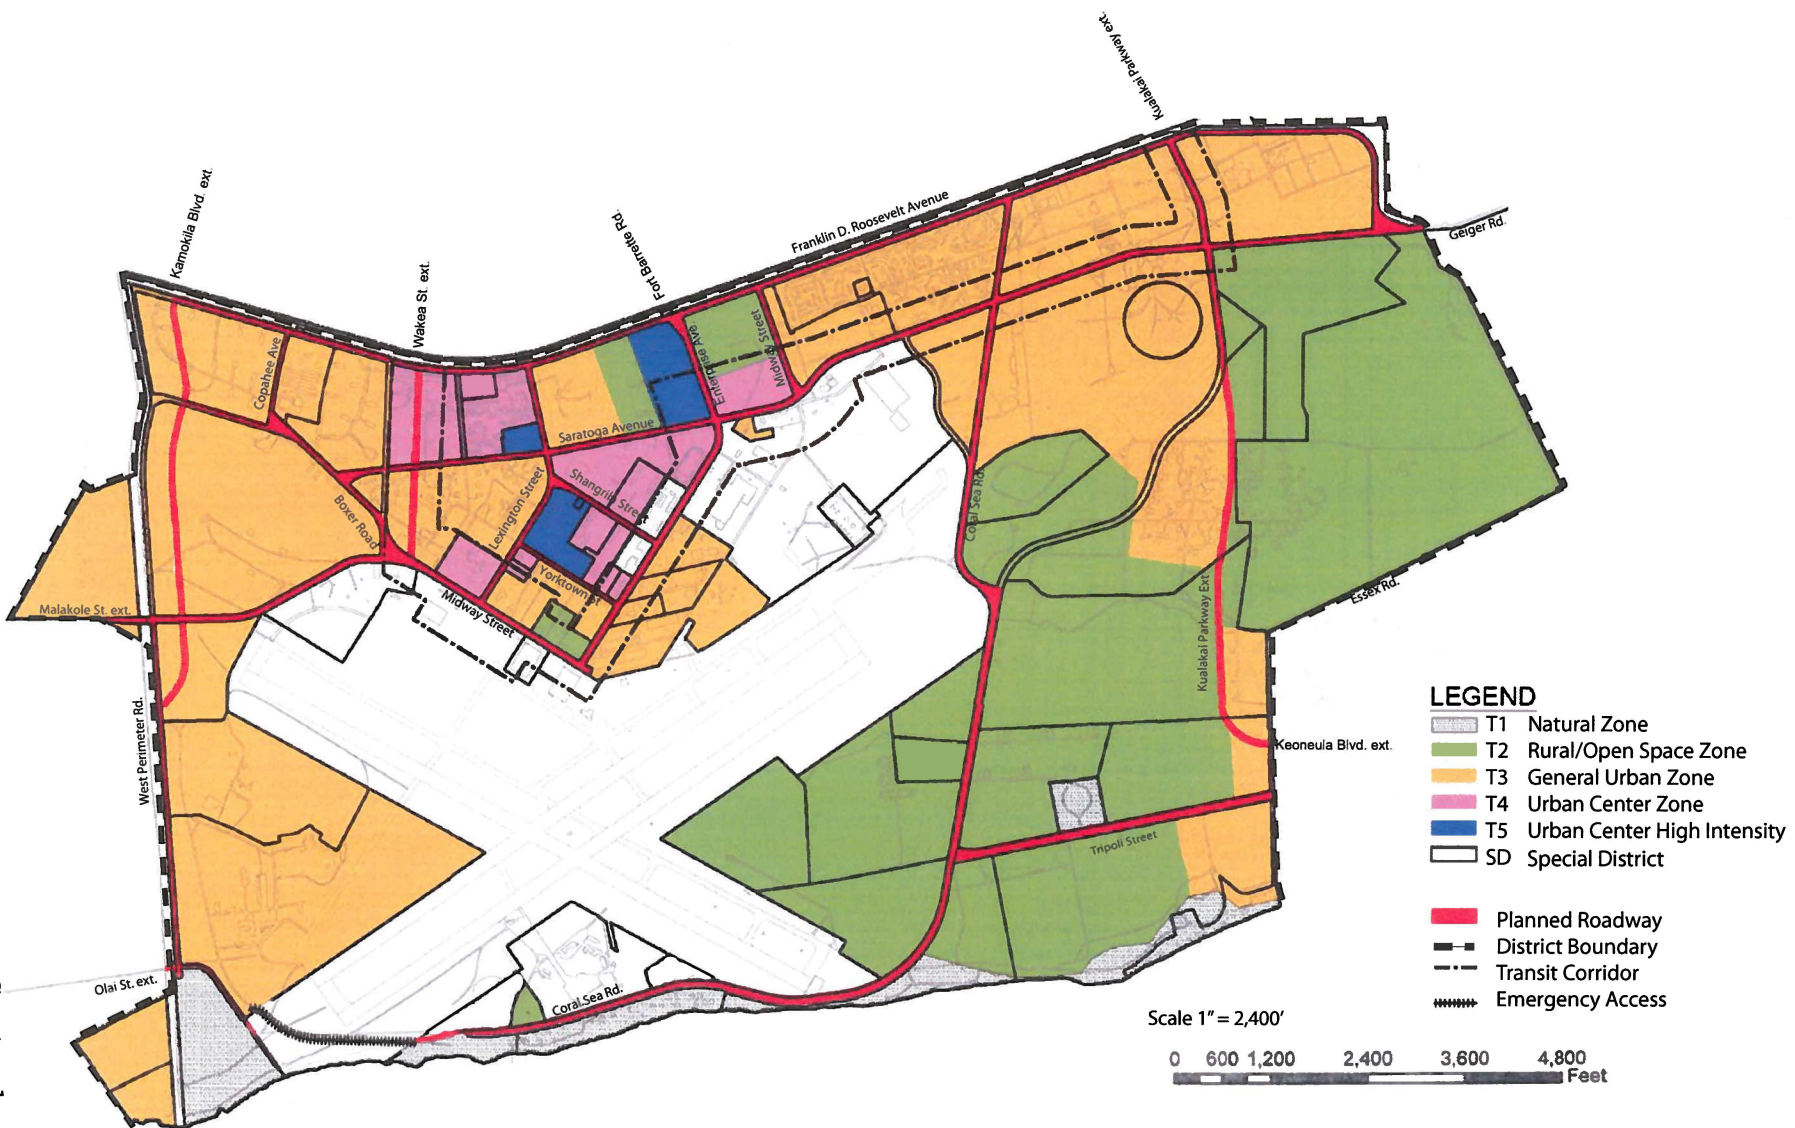 Kualakai Parkway ext.
Kamokila Blvd. ext.
Wakea St. ext.
Fort Barrette Rd.
Franklin D. Roosevelt Avenue
Geiger Rd.
Copahee Ave
Enterprise Ave
Midway Street
Saratoga Avenue
Shangrila Street
Lexington Street
Boxer Road
Yorktown St
Midway Street
Coral Sea Rd.
Malakole St. ext.
Essex Rd.
Kualakai Parkway Ext
West Perimeter Rd.
Keoneula Blvd. ext.
Tripoli Street
Olai St. ext.
Coral Sea Rd.
LEGEND
T1 Natural Zone
T2 Rural/Open Space Zone
T3 General Urban Zone
T4 Urban Center Zone
T5 Urban Center High Intensity
SD Special District
Planned Roadway
District Boundary
Transit Corridor
Emergency Access
Scale 1" = 2,400'
0 600 1,200 2,400 3,600 4,800
Feet